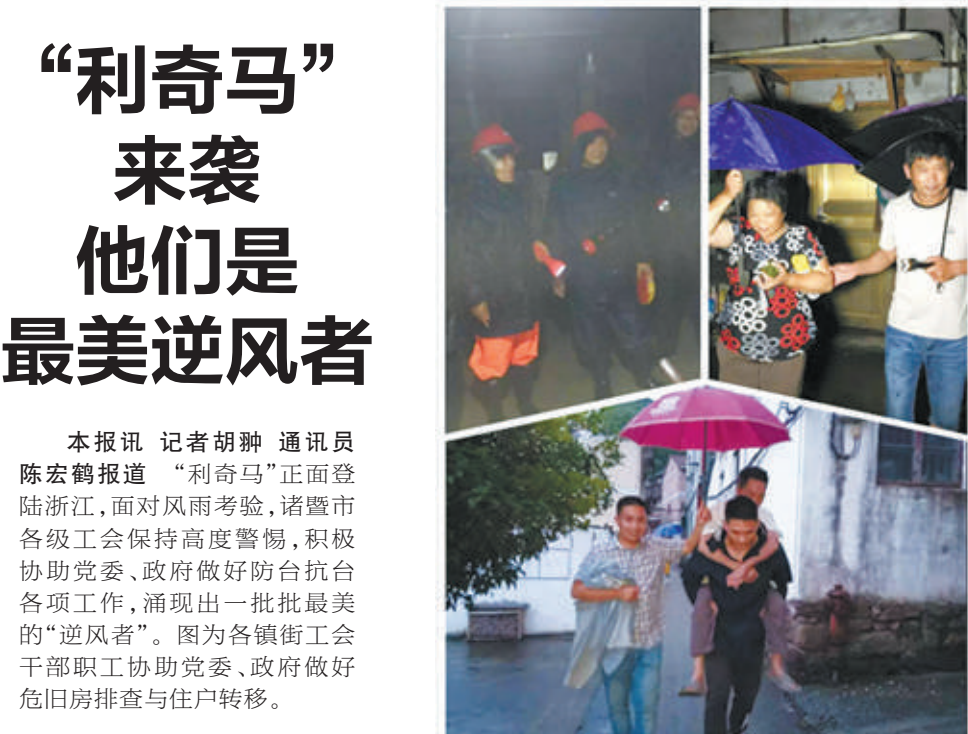 “利奇马”
来袭
他们是
最美逆风者
本报讯 记者胡翀 通讯员
陈宏鹤报道 “利奇马”正面登
陆浙江,面对风雨考验,诸暨市
各级工会保持高度警惕,积极
协助党委、政府做好防台抗台
各项工作,涌现出一批批最美
的“逆风者”。图为各镇街工会
干部职工协助党委、政府做好
危旧房排查与住户转移。